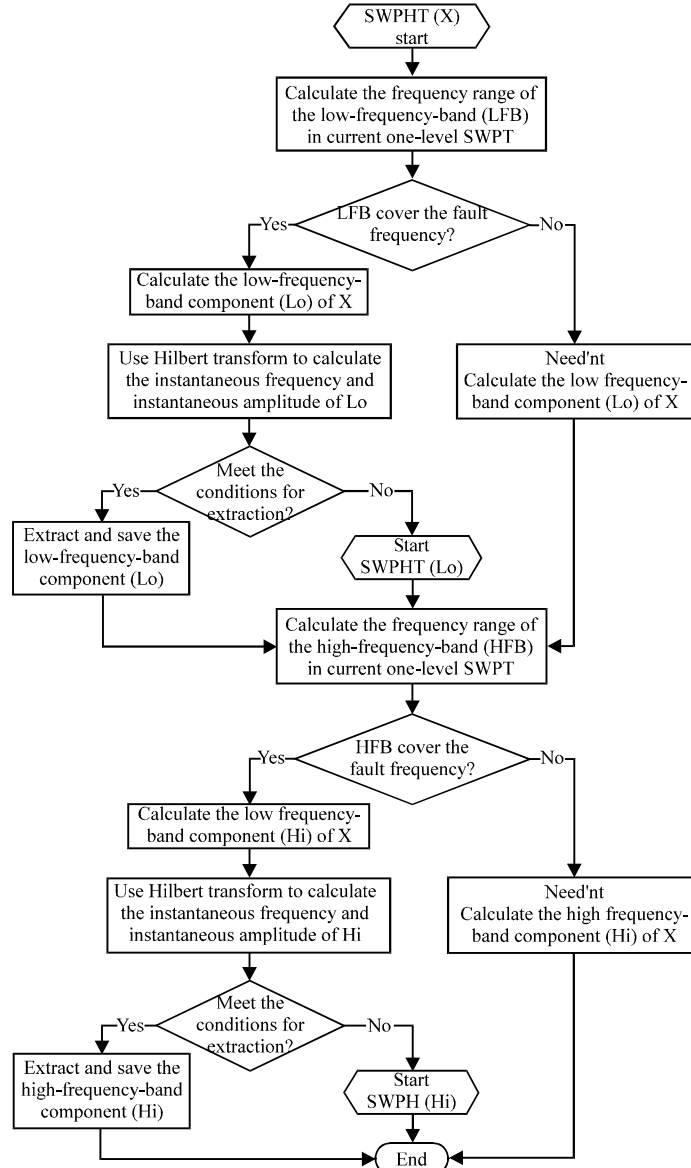 SWPHT (X)
start
Calculate the frequency range of
the low-frequency-band (LFB)
in current one-level SWPT
LFB cover the fault
frequency?
Yes
No
Calculate the low-frequency-
band component (Lo) of X
Use Hilbert transform to calculate
the instantaneous frequency and
instantaneous amplitude of Lo
Need'nt
Calculate the low frequency-
band component (Lo) of X
Meet the
conditions for
extraction?
Yes
No
Extract and save the
low-frequency-band
component (Lo)
Start
SWPHT (Lo)
Calculate the frequency range of
the high-frequency-band (HFB)
in current one-level SWPT
HFB cover the
fault frequency?
Yes
No
Calculate the low frequency-
band component (Hi) of X
Use Hilbert transform to calculate
the instantaneous frequency and
instantaneous amplitude of Hi
Need'nt
Calculate the high frequency-
band component (Hi) of X
Meet the
conditions for
extraction?
Yes
No
Extract and save the
high-frequency-band
component (Hi)
Start
SWPH (Hi)
End